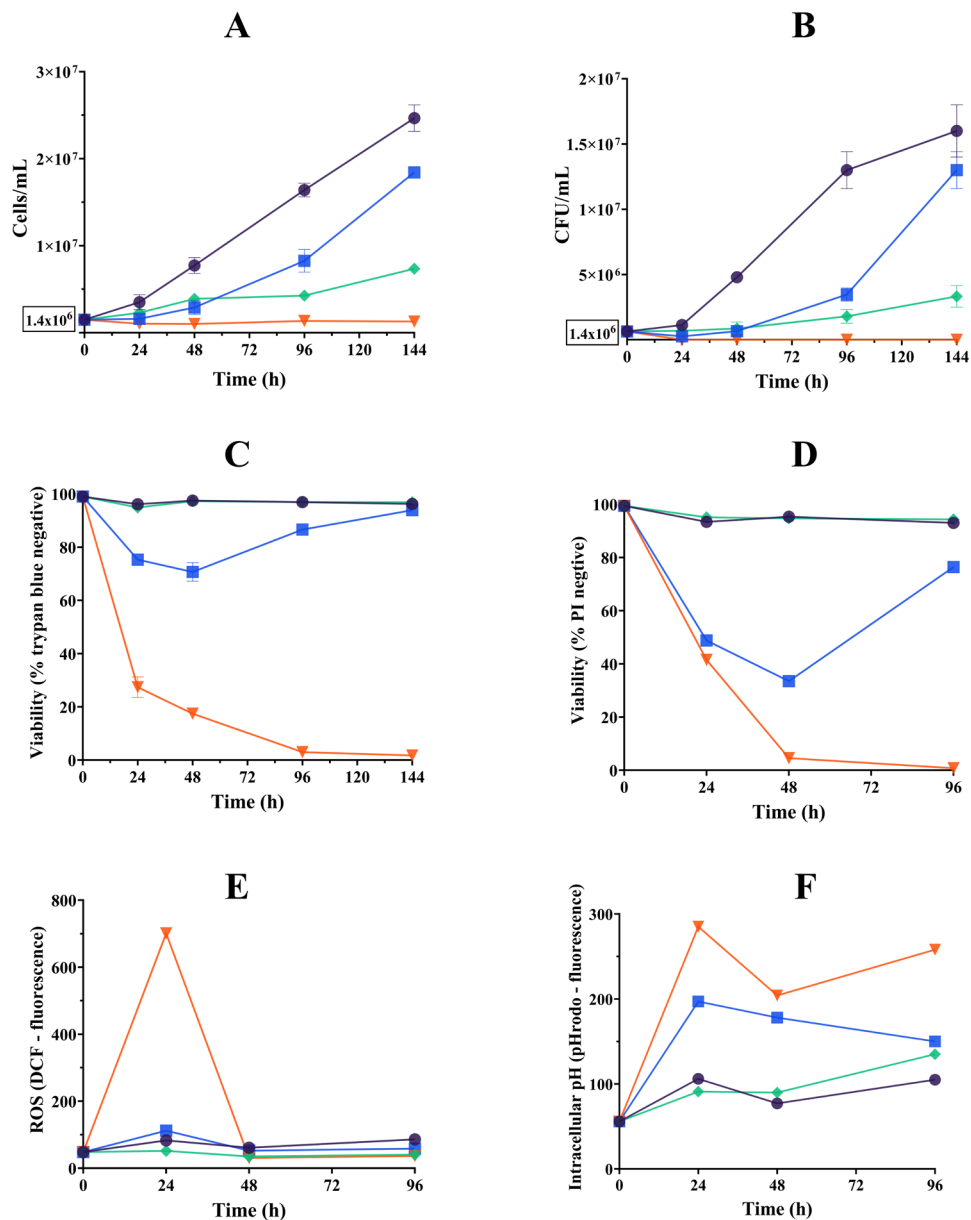 A
3×10⁷
2×10⁷
1×10⁷
1.4x10⁶
Cells/mL
0 24 48 72 96 120 144
Time (h)
B
2×10⁷
1.5×10⁷
1×10⁷
5×10⁶
1.4x10⁶
CFU/mL
0 24 48 72 96 120 144
Time (h)
C
100
80
60
40
20
0
Viability (% trypan blue negative)
0 24 48 72 96 120 144
Time (h)
D
100
80
60
40
20
0
Viability (% PI negtive)
0 24 48 72 96
Time (h)
E
800
600
400
200
0
ROS (DCF - fluorescence)
0 24 48 72 96
Time (h)
F
300
200
100
0
Intracellular pH (pHrodo - fluorescence)
0 24 48 72 96
Time (h)